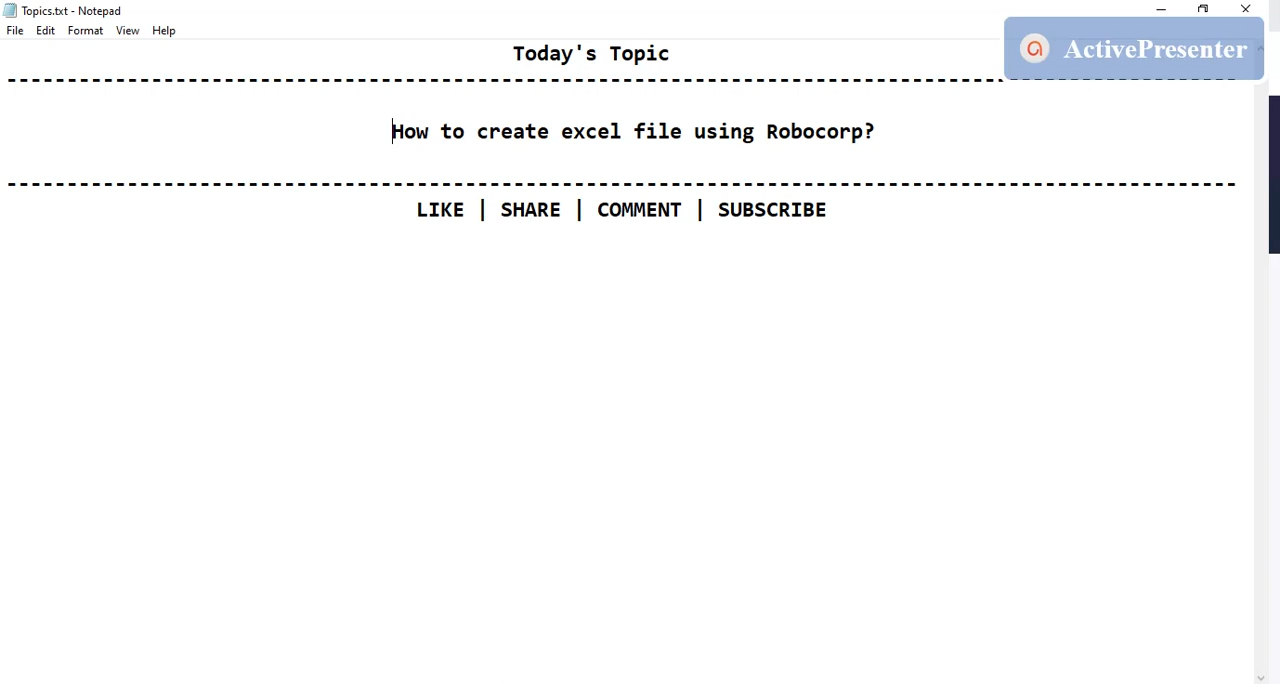 Topics.txt - Notepad
File Edit Format View Help
ActivePresenter
Today's Topic
-------------------------------------------------------------------------------------------------------
How to create excel file using Robocorp?
-------------------------------------------------------------------------------------------------------
LIKE | SHARE | COMMENT | SUBSCRIBE